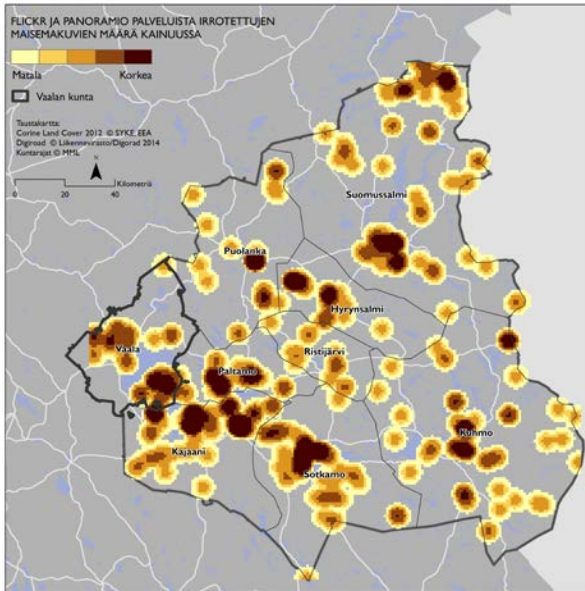 FLICKR JA PANORAMIO PALVELUISTA IRROTETTUJEN
MAISEMAKUVIEN MÄÄRÄ KAINUUSSA
Matala Korkea
Vaalan kunta
Taustakartta:
Corine Land Cover 2012 © SYKE, EEA
Digiroad © Liikennevirasto/Digorad 2014
Kuntarajat © MML
N
Kilometriä
0 20 40
Suomussalmi
Puolanka
Hyrynsalmi
Ristijärvi
Vaala
Paltamo
Kuhmo
Kajaani
Sotkamo